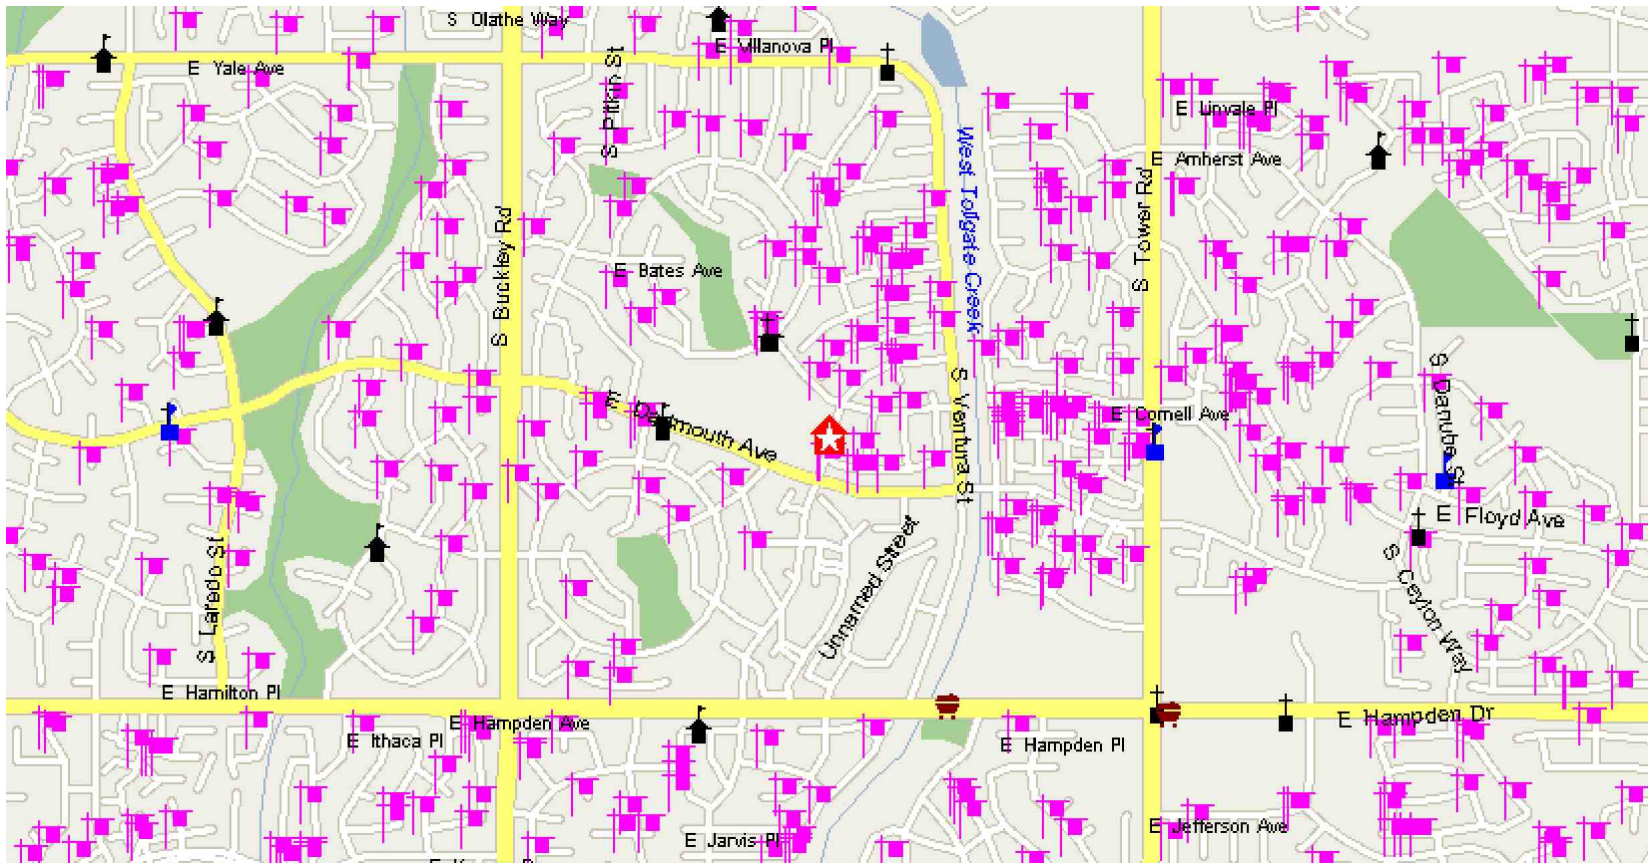 S Olathe Way
E Villanova Pl
E Yale Ave
S Pitkin St
E Linvale Pl
E Amherst Ave
West Tollgate Creek
S Tower Rd
S Buckley Rd
E Bates Ave
S Danube St
S Ventura St
E Dartmouth Ave
E Cornell Ave
E Floyd Ave
Unnamed Street
S Laredo St
S Ceylon Way
E Hamilton Pl
E Hampden Ave
E Hampden Dr
E Ithaca Pl
E Hampden Pl
E Jefferson Ave
E Jarvis Pl